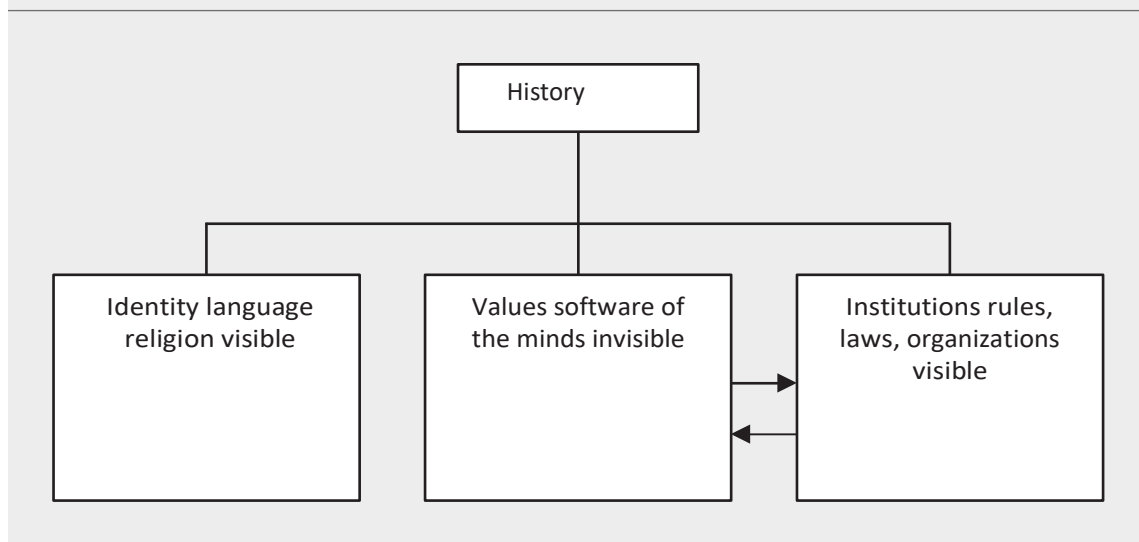 History
Identity language
religion visible
Values software of
the minds invisible
Institutions rules,
laws, organizations
visible